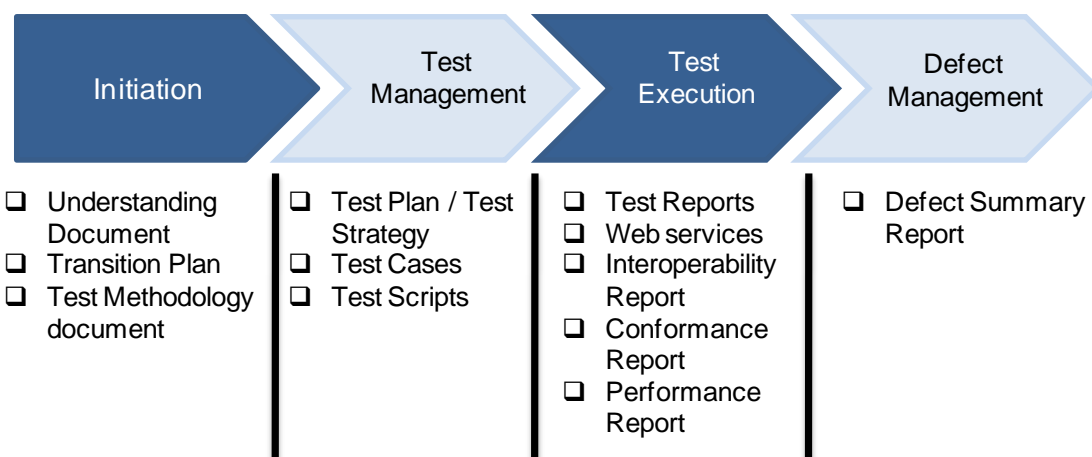 Initiation
Test
Management
Test
Execution
Defect
Management
❑ Understanding
Document
❑ Transition Plan
❑ Test Methodology
document
❑ Test Plan / Test
Strategy
❑ Test Cases
❑ Test Scripts
❑ Test Reports
❑ Web services
❑ Interoperability
Report
❑ Conformance
Report
❑ Performance
Report
❑ Defect Summary
Report